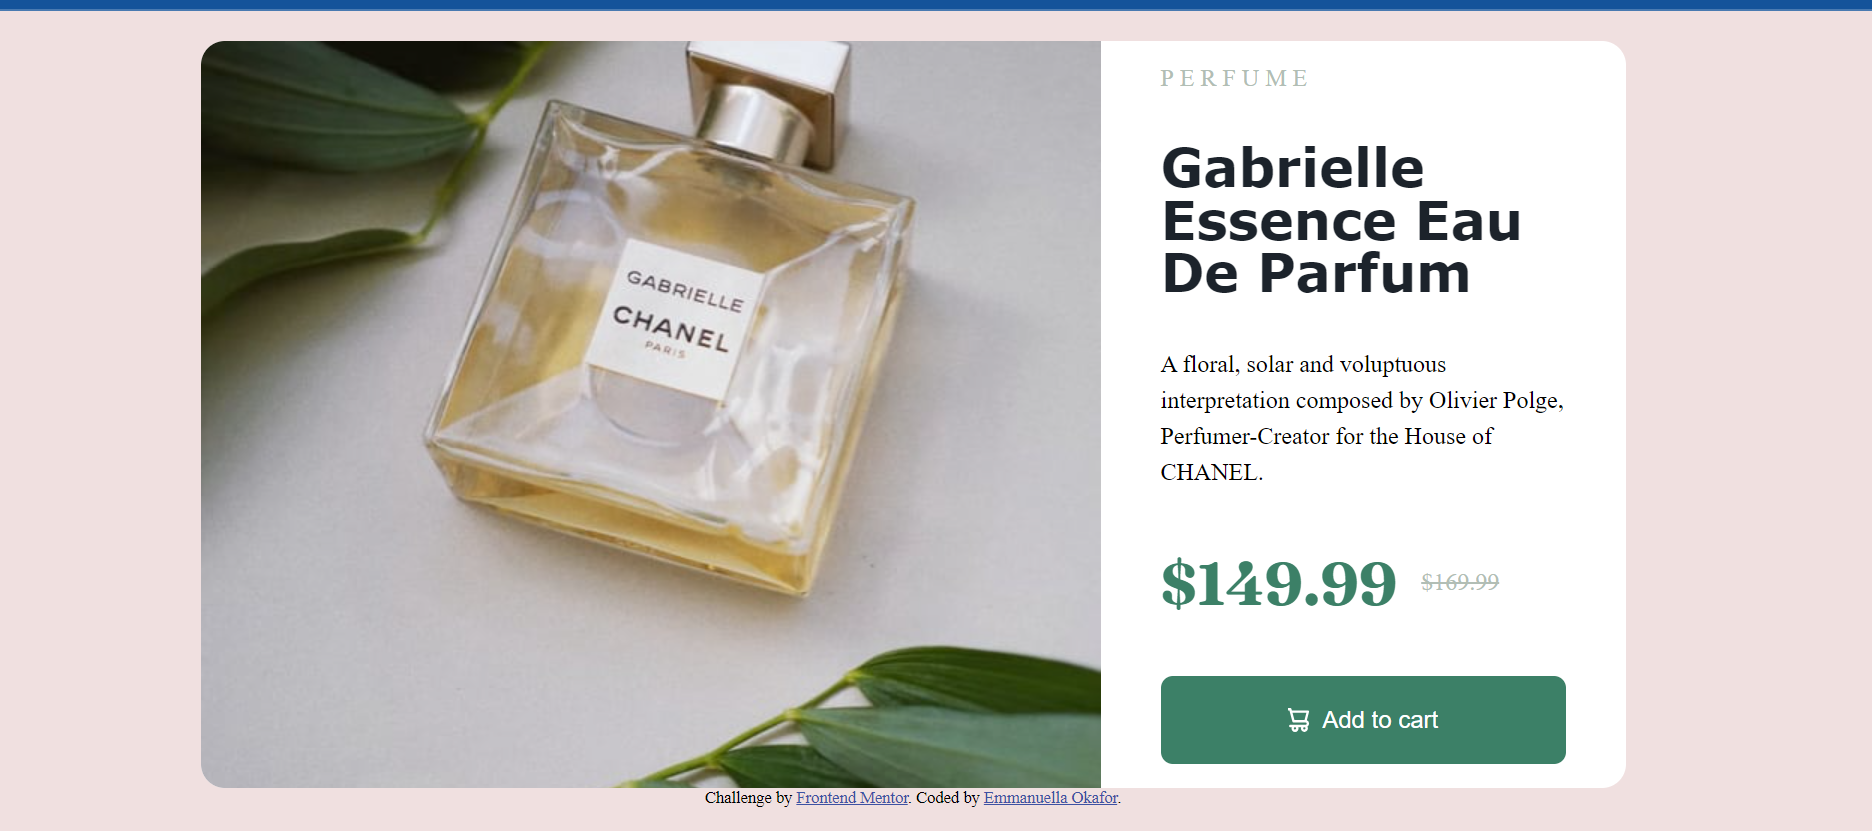 GABRIELLE
CHANEL
PARIS
PERFUME
Gabrielle
Essence Eau
De Parfum
A floral, solar and voluptuous
interpretation composed by Olivier Polge,
Perfumer-Creator for the House of
CHANEL.
$149.99 $169.99
Add to cart
Challenge by Frontend Mentor. Coded by Emmanuella Okafor.